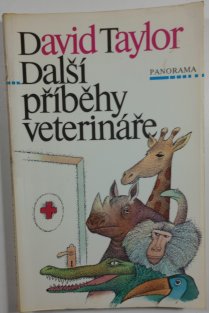 David Taylor
Další
PANORAMA
příběhy
veterináře